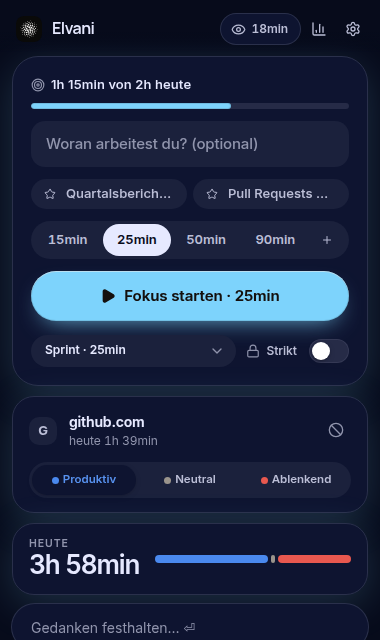 Elvani
18min
1h 15min von 2h heute
Woran arbeitest du? (optional)
Quartalsberich…
Pull Requests …
15min
25min
50min
90min
+
Fokus starten · 25min
Sprint · 25min
Strikt
G
github.com
heute 1h 39min
Produktiv
Neutral
Ablenkend
HEUTE
3h 58min
Gedanken festhalten… ⏎